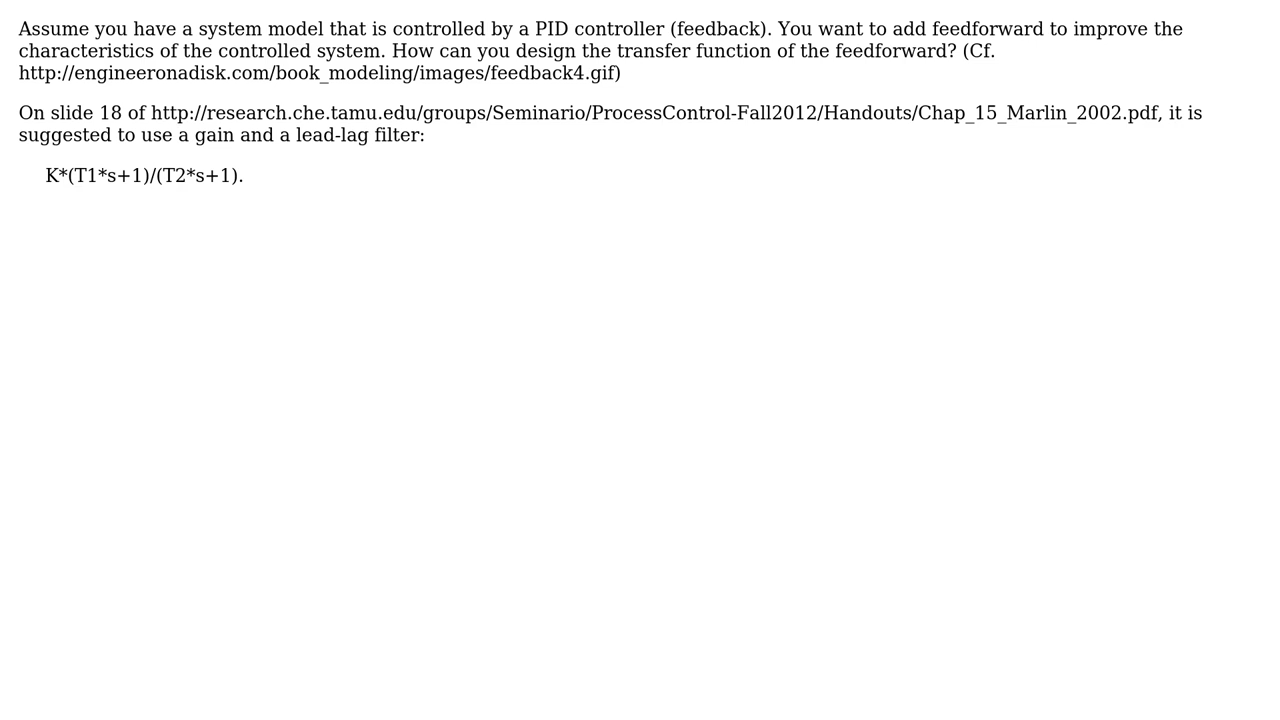 Assume you have a system model that is controlled by a PID controller (feedback). You want to add feedforward to improve the
characteristics of the controlled system. How can you design the transfer function of the feedforward? (Cf.
http://engineeronadisk.com/book_modeling/images/feedback4.gif)
On slide 18 of http://research.che.tamu.edu/groups/Seminario/ProcessControl-Fall2012/Handouts/Chap_15_Marlin_2002.pdf, it is
suggested to use a gain and a lead-lag filter:
K*(T1*s+1)/(T2*s+1).